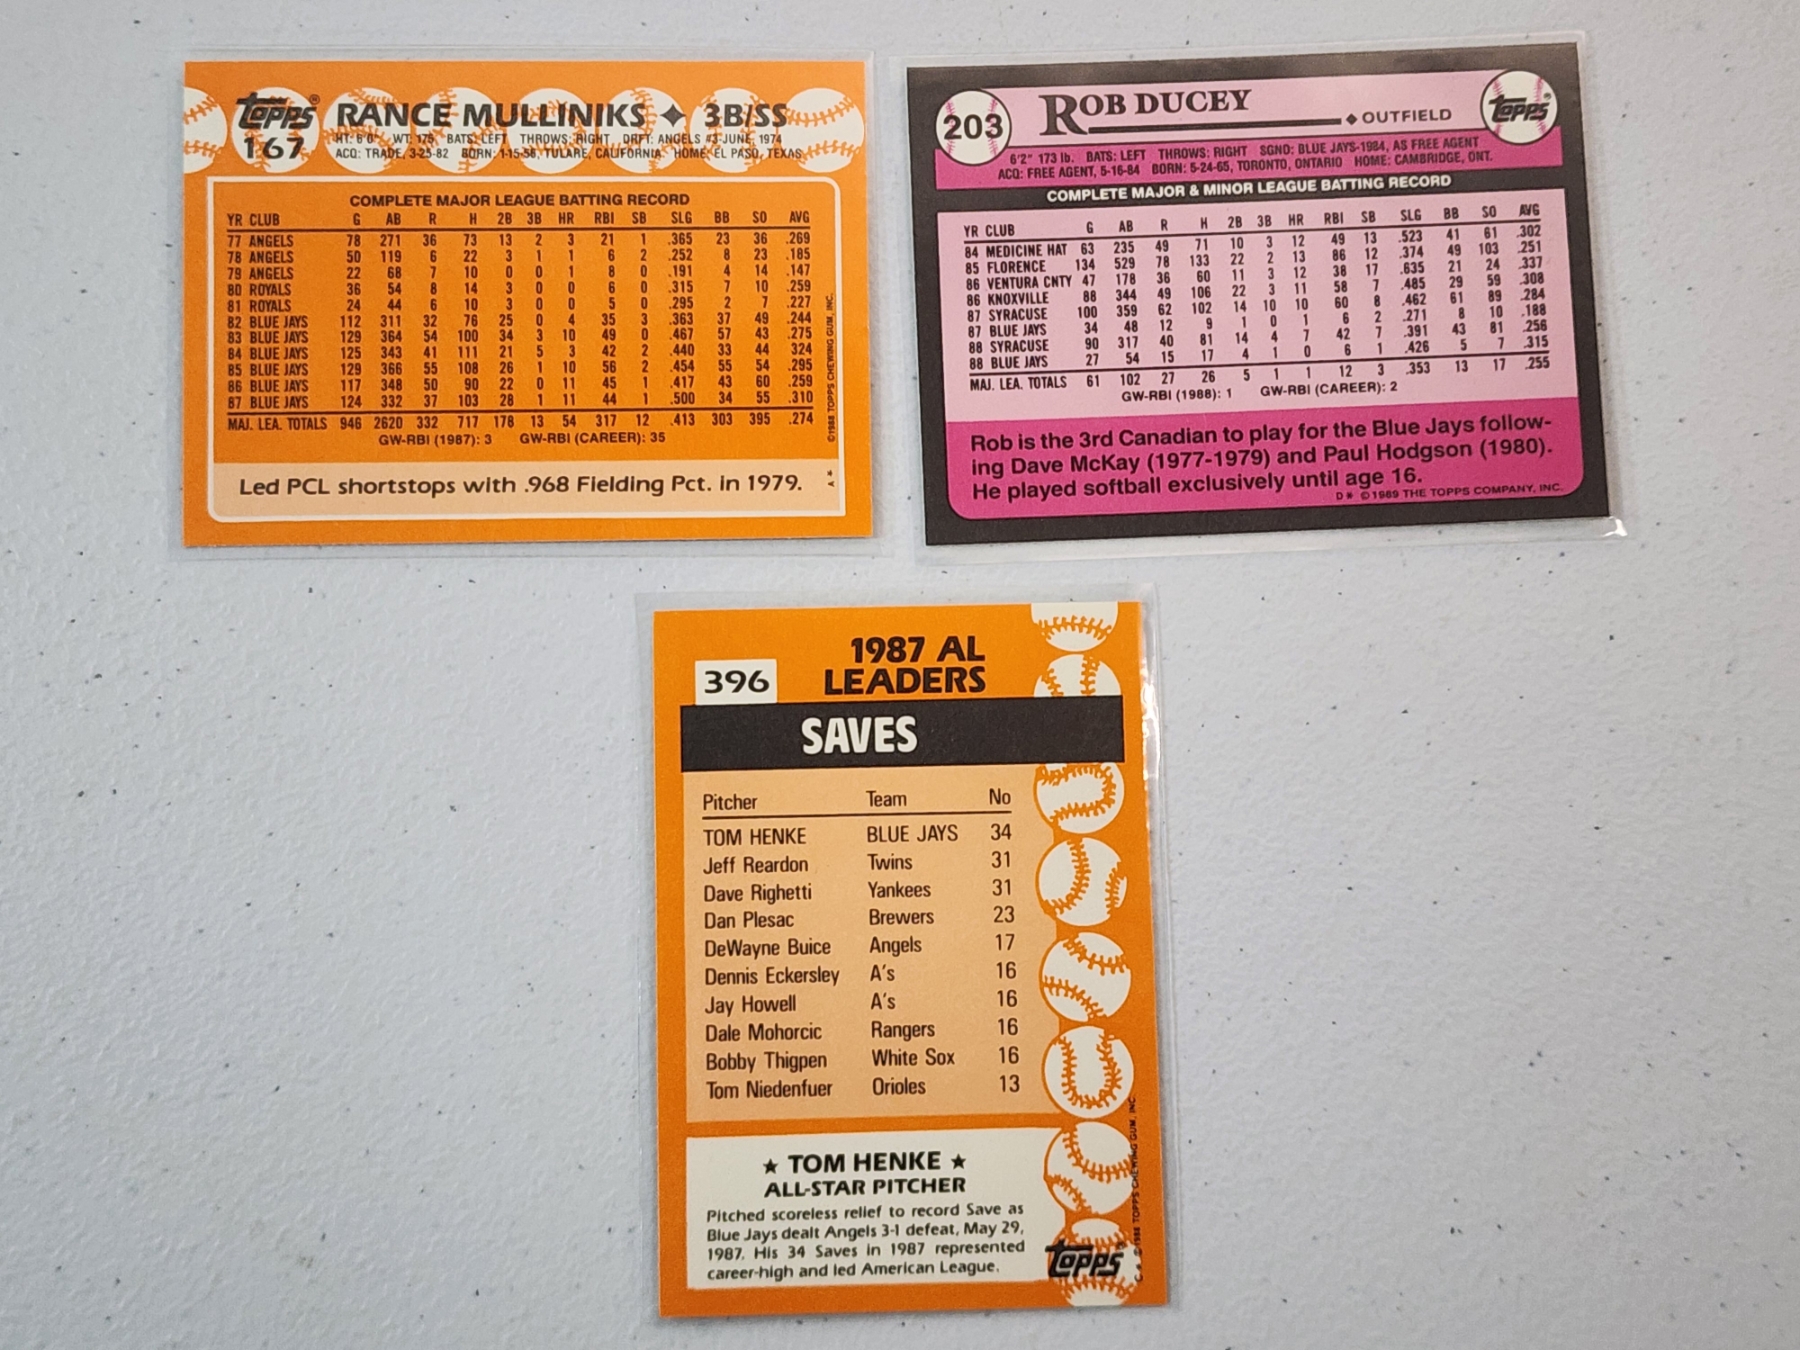 Topps® RANCE MULLINIKS ✦ 3B/SS
167 HT: 6'0" WT: 175 BATS: LEFT THROWS: RIGHT DRFT: ANGELS #3-JUNE, 1974
ACQ: TRADE, 3-25-82 BORN: 1-15-56, TULARE, CALIFORNIA HOME: EL PASO, TEXAS
COMPLETE MAJOR LEAGUE BATTING RECORD
YR CLUB G AB R H 2B 3B HR RBI SB SLG BB SO AVG
77 ANGELS 78 271 36 73 13 2 3 21 1 .365 23 36 .269
78 ANGELS 50 119 6 22 3 1 1 6 2 .252 8 23 .185
79 ANGELS 22 68 7 10 0 0 1 8 0 .191 4 14 .147
80 ROYALS 36 54 8 14 3 0 0 6 0 .315 7 10 .259
81 ROYALS 24 44 6 10 3 0 0 5 0 .295 2 7 .227
82 BLUE JAYS 112 311 32 76 25 0 4 35 3 .363 37 49 .244
83 BLUE JAYS 129 364 54 100 34 3 10 49 0 .467 57 43 .275
84 BLUE JAYS 125 343 41 111 21 5 3 42 2 .440 33 44 .324
85 BLUE JAYS 129 366 55 108 26 1 10 56 2 .454 55 54 .295
86 BLUE JAYS 117 348 50 90 22 0 11 45 1 .417 43 60 .259
87 BLUE JAYS 124 332 37 103 28 1 11 44 1 .500 34 55 .310
MAJ. LEA. TOTALS 946 2620 332 717 178 13 54 317 12 .413 303 395 .274
GW-RBI (1987): 3 GW-RBI (CAREER): 35
Led PCL shortstops with .968 Fielding Pct. in 1979.
A*
©1988 TOPPS CHEWING GUM, INC.
203 ROB DUCEY ◆ OUTFIELD Topps®
6'2" 173 lb. BATS: LEFT THROWS: RIGHT SGND: BLUE JAYS-1984, AS FREE AGENT
ACQ: FREE AGENT, 5-16-84 BORN: 5-24-65, TORONTO, ONTARIO HOME: CAMBRIDGE, ONT.
COMPLETE MAJOR & MINOR LEAGUE BATTING RECORD
YR CLUB G AB R H 2B 3B HR RBI SB SLG BB SO AVG
84 MEDICINE HAT 63 235 49 71 10 3 12 49 13 .523 41 61 .302
85 FLORENCE 134 529 78 133 22 2 13 86 12 .374 49 103 .251
86 VENTURA CNTY 47 178 36 60 11 3 12 38 17 .635 21 24 .337
86 KNOXVILLE 88 344 49 106 22 3 11 58 7 .485 29 59 .308
87 SYRACUSE 100 359 62 102 14 10 10 60 8 .462 61 89 .284
87 BLUE JAYS 34 48 12 9 1 0 1 6 2 .271 8 10 .188
88 SYRACUSE 90 317 40 81 14 4 7 42 7 .391 43 81 .256
88 BLUE JAYS 27 54 15 17 4 1 0 6 1 .426 5 7 .315
MAJ. LEA. TOTALS 61 102 27 26 5 1 1 12 3 .353 13 17 .255
GW-RBI (1988): 1 GW-RBI (CAREER): 2
Rob is the 3rd Canadian to play for the Blue Jays follow-
ing Dave McKay (1977-1979) and Paul Hodgson (1980).
He played softball exclusively until age 16.
D* ©1989 THE TOPPS COMPANY, INC.
1987 AL
396 LEADERS
SAVES
Pitcher Team No
TOM HENKE BLUE JAYS 34
Jeff Reardon Twins 31
Dave Righetti Yankees 31
Dan Plesac Brewers 23
DeWayne Buice Angels 17
Dennis Eckersley A's 16
Jay Howell A's 16
Dale Mohorcic Rangers 16
Bobby Thigpen White Sox 16
Tom Niedenfuer Orioles 13
★ TOM HENKE ★
ALL-STAR PITCHER
Pitched scoreless relief to record Save as
Blue Jays dealt Angels 3-1 defeat, May 29,
1987. His 34 Saves in 1987 represented
career-high and led American League.
Topps®
C* ©1988 TOPPS CHEWING GUM, INC.